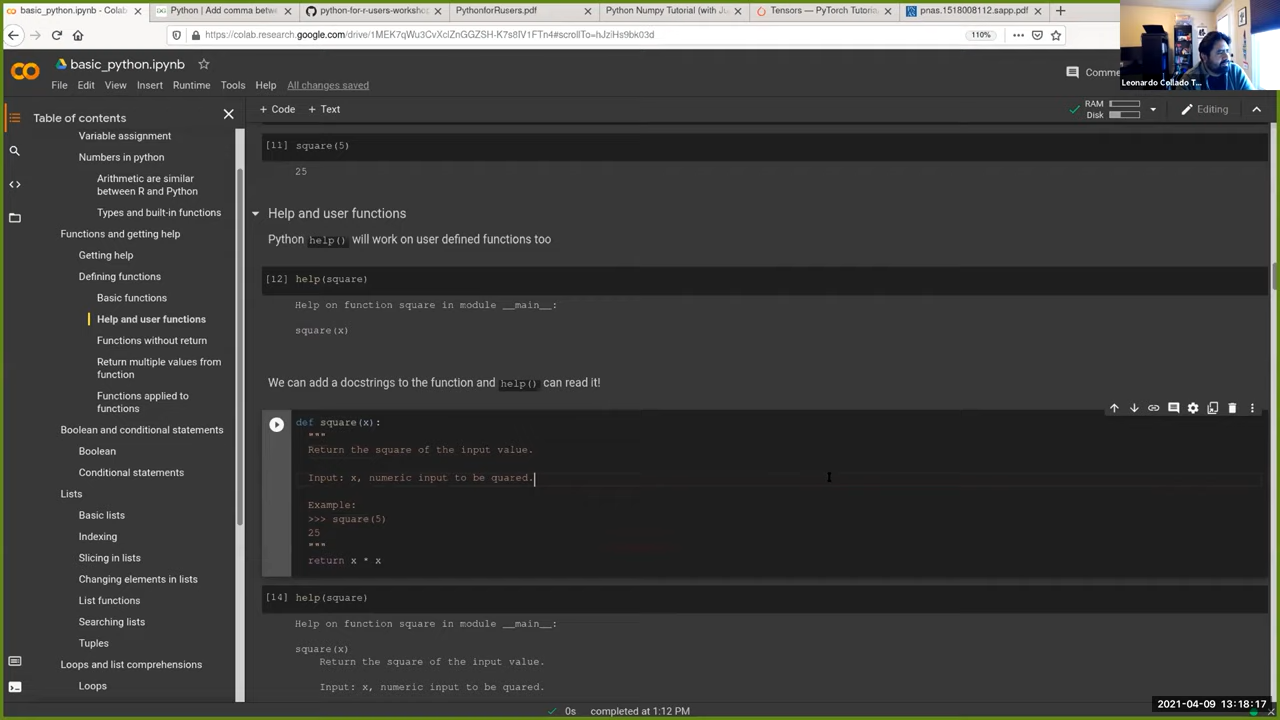 basic_python.ipynb - Colab
Python | Add comma betwe
python-for-r-users-worksho
PythonforRusers.pdf
Python Numpy Tutorial (with Ju
Tensors — PyTorch Tutorials
pnas.1518008112.sapp.pdf
https://colab.research.google.com/drive/1MEK7qWu3CvXclZnGGZSH-K7s8IV1FTn4#scrollTo=hJziHs9bk03d
110%
Leonardo Collado T...
basic_python.ipynb
File Edit View Insert Runtime Tools Help All changes saved
Comme
+ Code + Text
RAM
Disk
Editing
Table of contents
Variable assignment
Numbers in python
Arithmetic are similar
between R and Python
Types and built-in functions
Functions and getting help
Getting help
Defining functions
Basic functions
Help and user functions
Functions without return
Return multiple values from
function
Functions applied to
functions
Boolean and conditional statements
Boolean
Conditional statements
Lists
Basic lists
Indexing
Slicing in lists
Changing elements in lists
List functions
Searching lists
Tuples
Loops and list comprehensions
Loops
[11] square(5)
25
Help and user functions
Python help() will work on user defined functions too
[12] help(square)
Help on function square in module __main__:
square(x)
We can add a docstrings to the function and help() can read it!
def square(x):
"""
Return the square of the input value.
Input: x, numeric input to be quared.
Example:
>>> square(5)
25
"""
return x * x
[14] help(square)
Help on function square in module __main__:
square(x)
Return the square of the input value.
Input: x, numeric input to be quared.
0s completed at 1:12 PM
2021-04-09 13:18:17